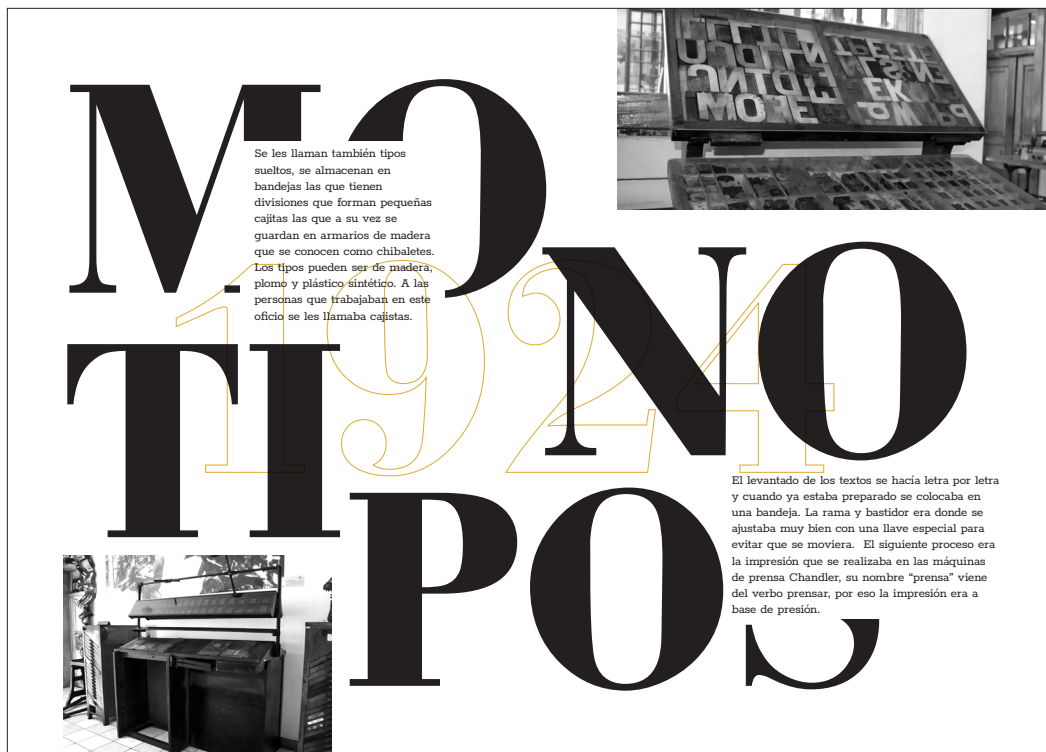 MO
NO
TI
POS
1924
Se les llaman también tipos
sueltos, se almacenan en
bandejas las que tienen
divisiones que forman pequeñas
cajitas las que a su vez se
guardan en armarios de madera
que se conocen como chibaletes.
Los tipos pueden ser de madera,
plomo y plástico sintético. A las
personas que trabajaban en este
oficio se les llamaba cajistas.
El levantado de los textos se hacía letra por letra
y cuando ya estaba preparado se colocaba en
una bandeja. La rama y bastidor era donde se
ajustaba muy bien con una llave especial para
evitar que se moviera.  El siguiente proceso era
la impresión que se realizaba en las máquinas
de prensa Chandler, su nombre “prensa” viene
del verbo prensar, por eso la impresión era a
base de presión.